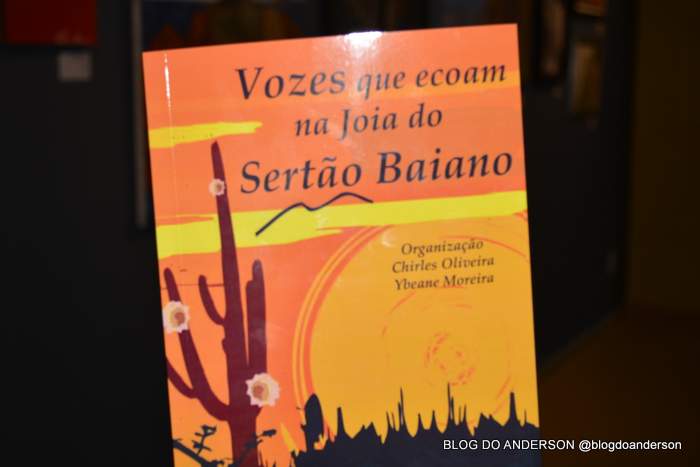 Vozes que ecoam
na Joia do
Sertão Baiano
Organização
Chirles Oliveira
Ybeane Moreira
BLOG DO ANDERSON @blogdoanderson